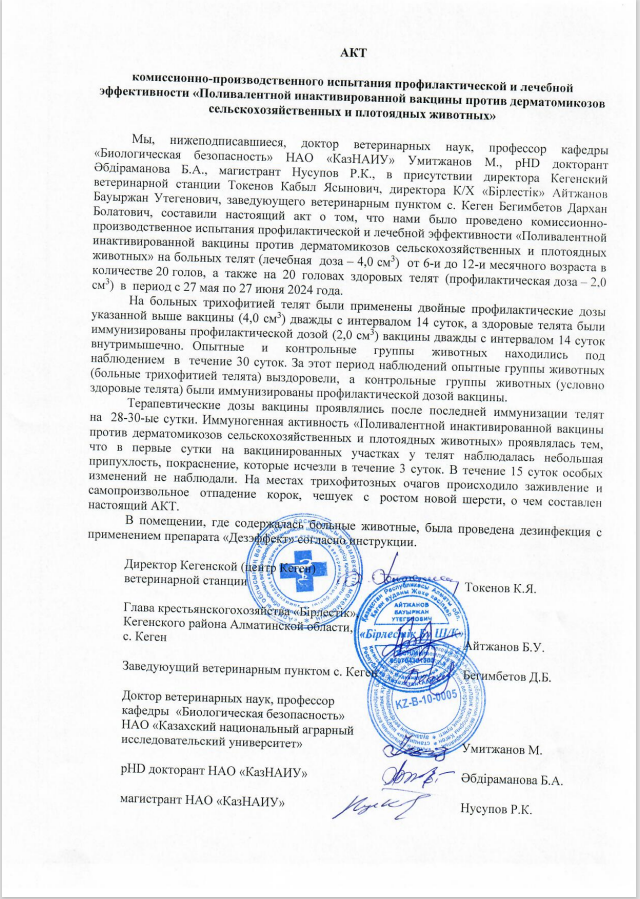 АКТ
комиссионно-производственного испытания профилактической и лечебной
эффективности «Поливалентной инактивированной вакцины против дерматомикозов
сельскохозяйственных и плотоядных животных»
Мы, нижеподписавшиеся, доктор ветеринарных наук, профессор кафедры
«Биологическая безопасность» НАО «КазНАИУ» Умитжанов М., pHD докторант
Әбдіраманова Б.А., магистрант Нусупов Р.К., в присутствии директора Кегенский
ветеринарной станции Токенов Кабыл Ясынович, директора К/Х «Бірлестік» Айтжанов
Бауыржан Утегенович, заведуюущего ветеринарным пунктом с. Кеген Бегимбетов Дархан
Болатович, составили настоящий акт о том, что нами было проведено комиссионно-
производственное испытания профилактической и лечебной эффективности «Поливалентной
инактивированной вакцины против дерматомикозов сельскохозяйственных и плотоядных
животных» на больных телят (лечебная доза – 4,0 см³) от 6-и до 12-и месячного возраста в
количестве 20 голов, а также на 20 головах здоровых телят (профилактическая доза – 2,0
см³) в период с 27 мая по 27 июня 2024 года.
На больных трихофитией телят были применены двойные профилактические дозы
указанной выше вакцины (4,0 см³) дважды с интервалом 14 суток, а здоровые телята были
иммунизированы профилактической дозой (2,0 см³) вакцины дважды с интервалом 14 суток
внутримышечно. Опытные и контрольные группы животных находились под
наблюдением в течение 30 суток. За этот период наблюдений опытные группы животных
(больные трихофитией телята) выздоровели, а контрольные группы животных (условно
здоровые телята) были иммунизированы профилактической дозой вакцины.
Терапевтические дозы вакцины проявлялись после последней иммунизации телят
на 28-30-ые сутки. Иммуногенная активность «Поливалентной инактивированной вакцины
против дерматомикозов сельскохозяйственных и плотоядных животных» проявлялась тем,
что в первые сутки на вакцинированных участках у телят наблюдалась небольшая
припухлость, покраснение, которые исчезли в течение 3 суток. В течение 15 суток особых
изменений не наблюдали. На местах трихофитозных очагов происходило заживление и
самопроизвольное отпадение корок, чешуек с ростом новой шерсти, о чем составлен
настоящий АКТ.
В помещении, где содержалась больные животные, была проведена дезинфекция с
применением препарата «Дезэффект» согласно инструкции.
Директор Кегенской (центр Кеген)
ветеринарной станции
Токенов К.Я.
Глава крестьянскогохозяйства «Бірлестік»,
Кегенского района Алматинской области,
с. Кеген
АЙТЖАНОВ
БАУЫРЖАН
УТЕГЕНОВИЧ
Айтжанов Б.У.
Заведуюущий ветеринарным пунктом с. Кеген
Бегимбетов Д.Б.
KZ-B-10-0005
Доктор ветеринарных наук, профессор
кафедры «Биологическая безопасность»
НАО «Казахский национальный аграрный
исследовательский университет»
Умитжанов М.
pHD докторант НАО «КазНАИУ»
Әбдіраманова Б.А.
магистрант НАО «КазНАИУ»
Нусупов Р.К.